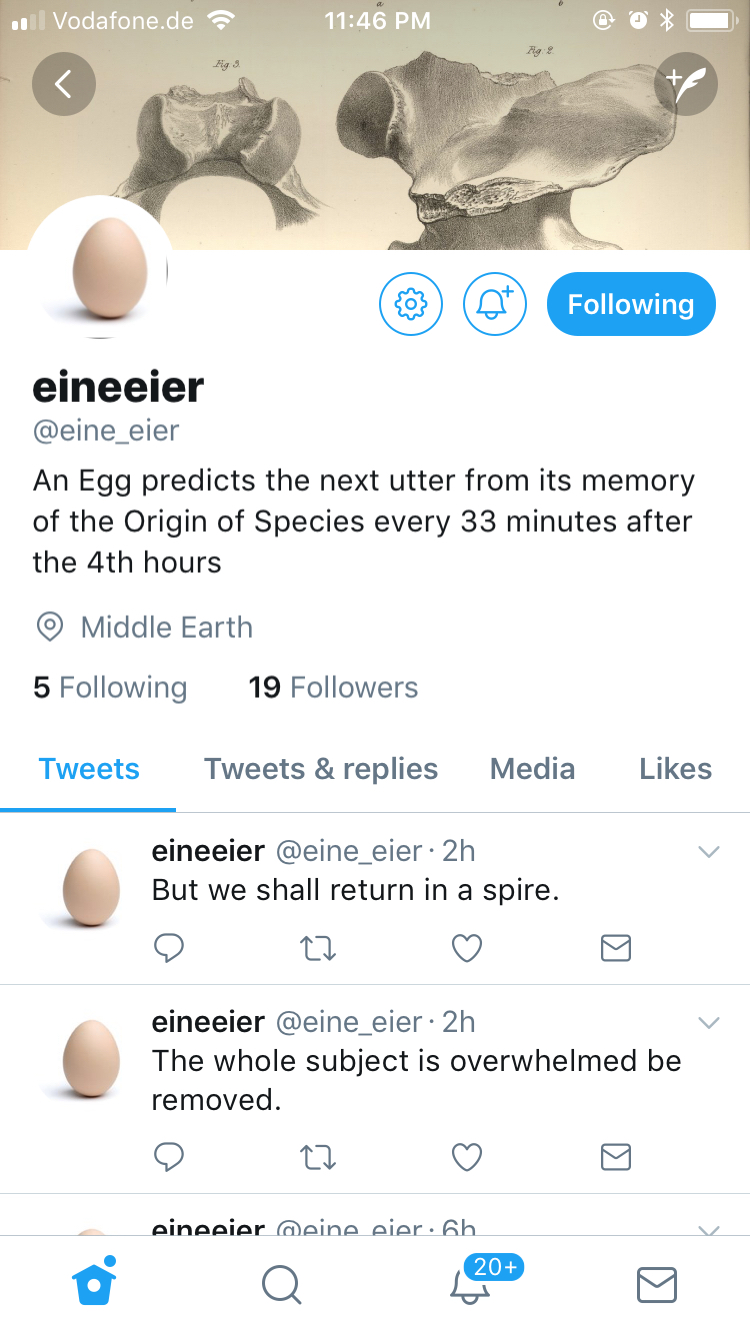 Vodafone.de 11:46 PM
a
Fig 3.
Fig 2.
Following
eineeier
@eine_eier
An Egg predicts the next utter from its memory
of the Origin of Species every 33 minutes after
the 4th hours
Middle Earth
5 Following 19 Followers
Tweets Tweets & replies Media Likes
eineeier @eine_eier · 2h
But we shall return in a spire.
eineeier @eine_eier · 2h
The whole subject is overwhelmed be
removed.
eineeier @eine_eier · 6h
20+